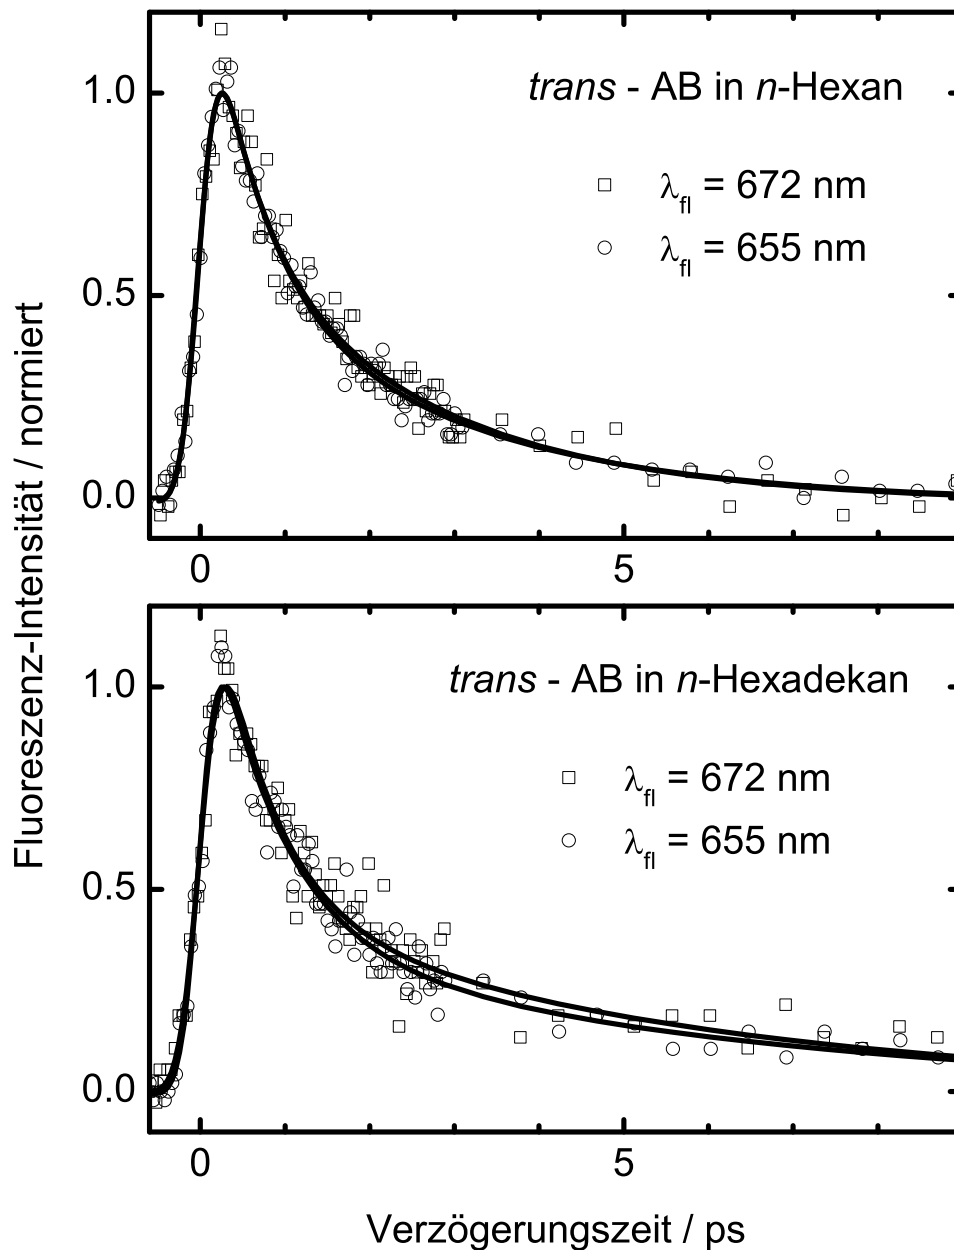 Fluoreszenz-Intensität / normiert
trans - AB in n-Hexan
λfl = 672 nm
λfl = 655 nm
1.0
0.5
0.0
0
5
trans - AB in n-Hexadekan
λfl = 672 nm
λfl = 655 nm
1.0
0.5
0.0
0
5
Verzögerungszeit / ps